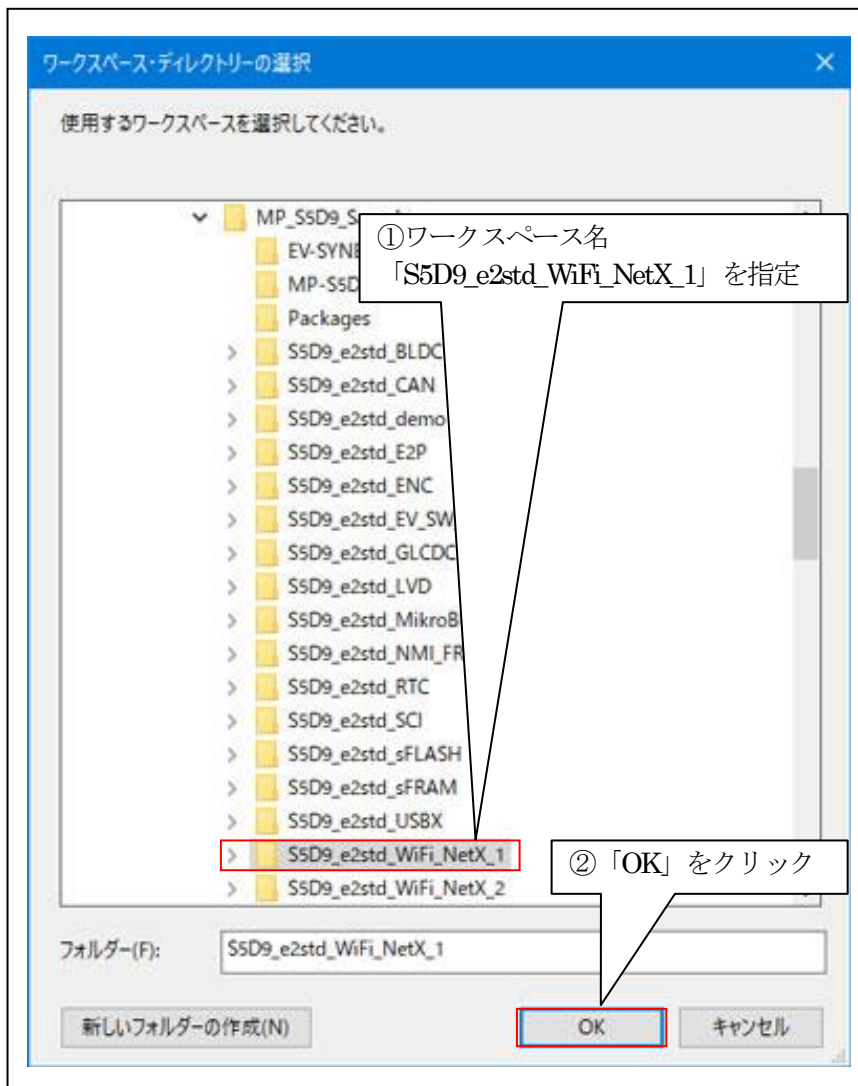 ワークスペース・ディレクトリーの選択
使用するワークスペースを選択してください。
MP_S5D9_S
①ワークスペース名
「S5D9_e2std_WiFi_NetX_1」を指定
EV-SYNE
MP-S5D
Packages
S5D9_e2std_BLDC
S5D9_e2std_CAN
S5D9_e2std_demo
S5D9_e2std_E2P
S5D9_e2std_ENC
S5D9_e2std_EV_SW
S5D9_e2std_GLCDC
S5D9_e2std_LVD
S5D9_e2std_MikroB
S5D9_e2std_NMI_FR
S5D9_e2std_RTC
S5D9_e2std_SCI
S5D9_e2std_sFLASH
S5D9_e2std_sFRAM
S5D9_e2std_USBX
S5D9_e2std_WiFi_NetX_1
②「OK」をクリック
S5D9_e2std_WiFi_NetX_2
フォルダー(F): S5D9_e2std_WiFi_NetX_1
新しいフォルダーの作成(N) OK キャンセル